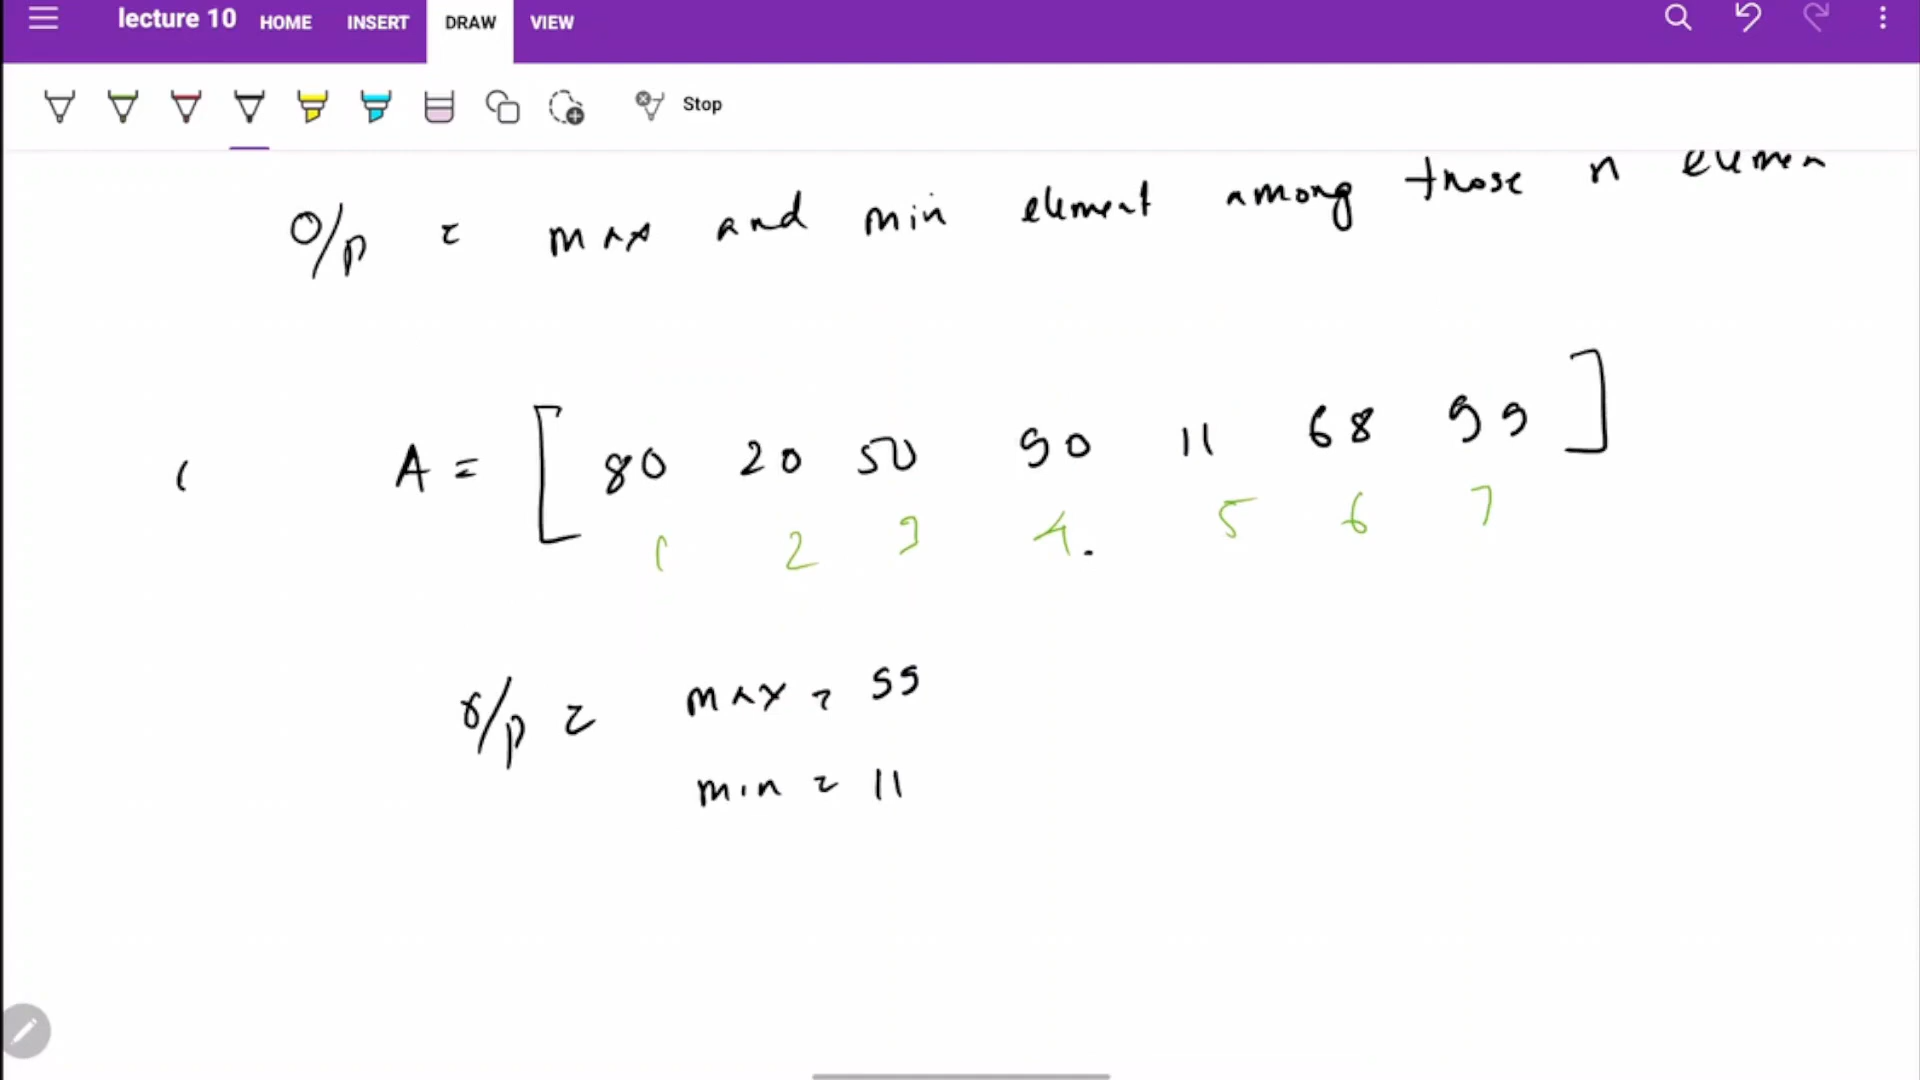 lecture 10 HOME INSERT DRAW VIEW
Stop
O/p = max and min element among those n elemen
A = [ 80 20 50 90 11 68 99 ]
1 2 3 4. 5 6 7
O/p = max = 99
min = 11